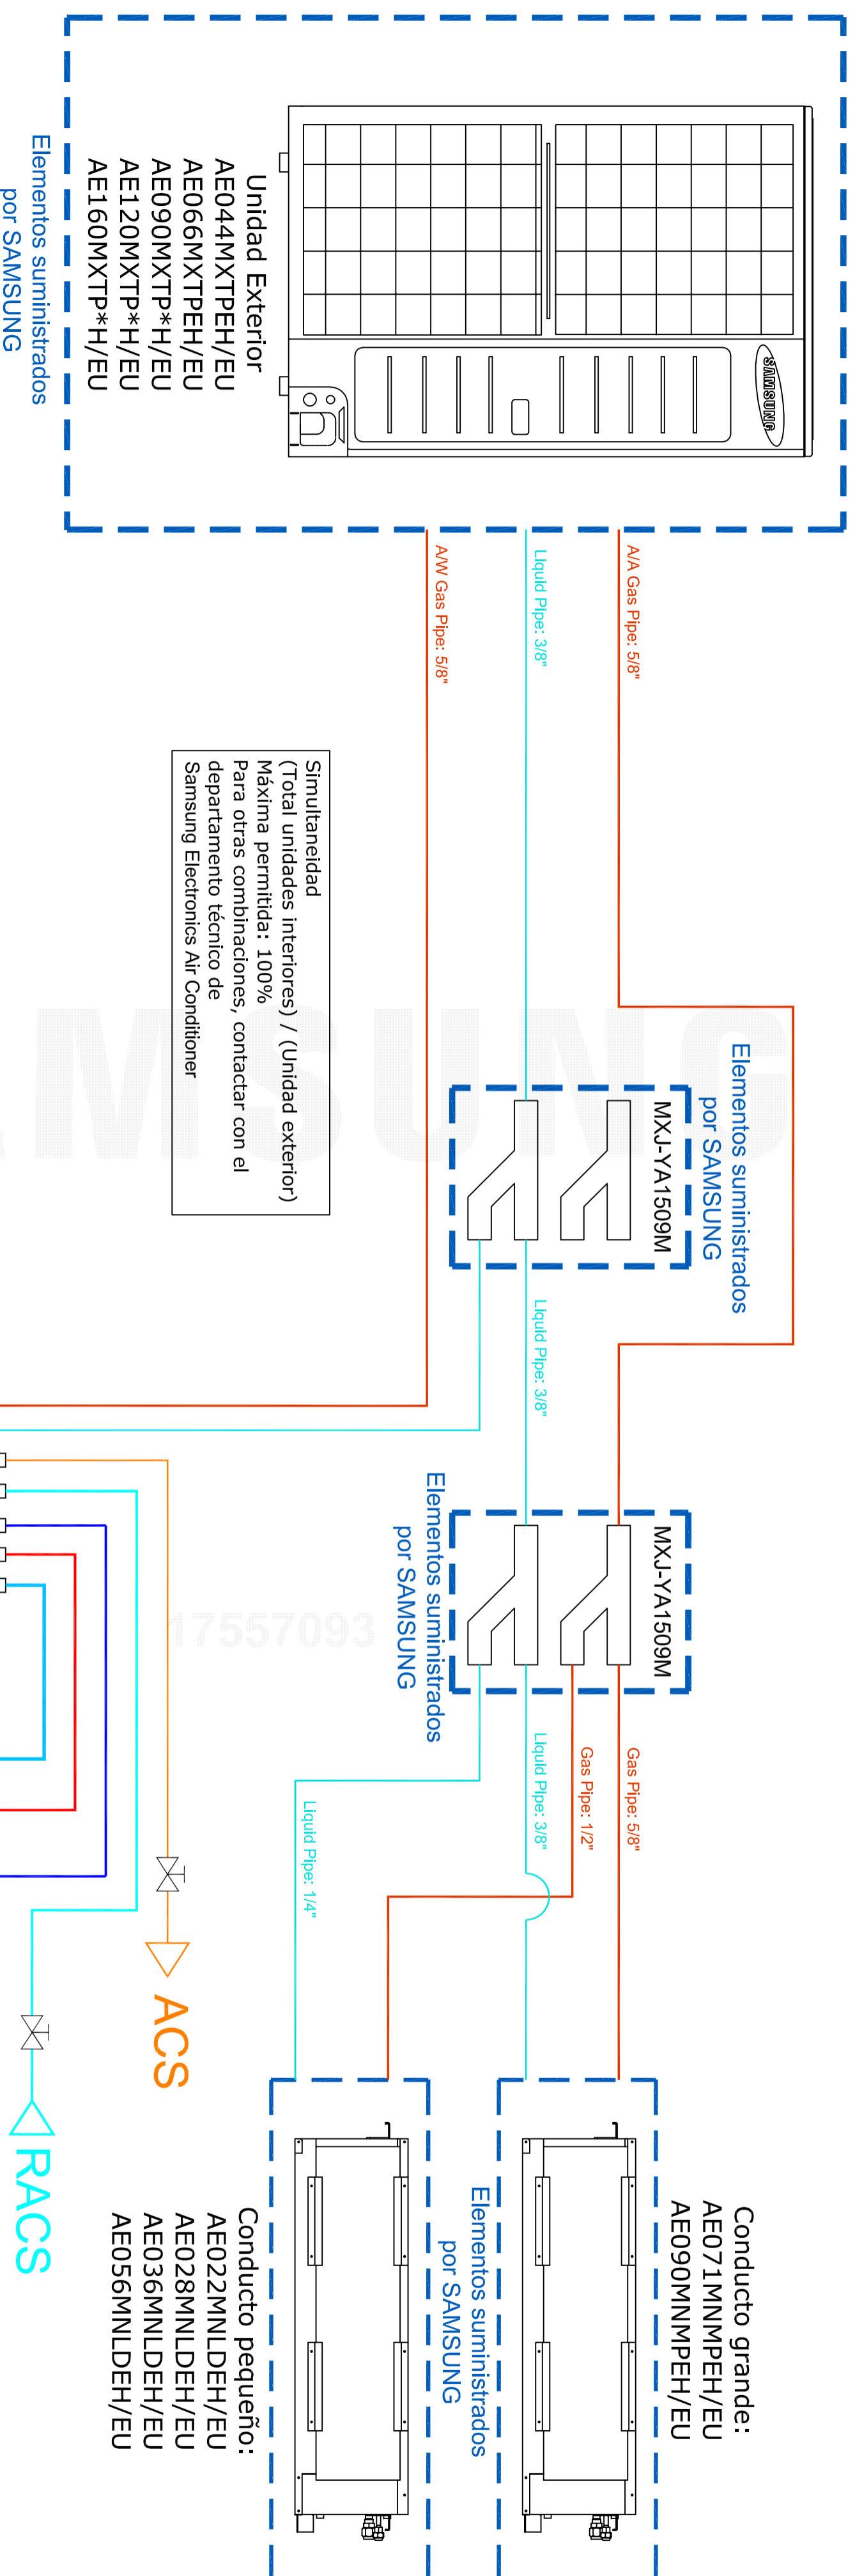 SAMSUNG
Unidad Exterior
AE044MXTPEH/EU
AE066MXTPEH/EU
AE090MXTP*H/EU
AE120MXTP*H/EU
AE160MXTP*H/EU
Elementos suministrados
por SAMSUNG
A/A Gas Pipe: 5/8"
Liquid Pipe: 3/8"
A/W Gas Pipe: 5/8"
Simultaneidad
(Total unidades interiores) / (Unidad exterior)
Máxima permitida: 100%
Para otras combinaciones, contactar con el
departamento técnico de
Samsung Electronics Air Conditioner
AMSUNG
Elementos suministrados
por SAMSUNG
MXJ-YA1509M
Liquid Pipe: 3/8"
MXJ-YA1509M
Elementos suministrados
por SAMSUNG
17557093
Gas Pipe: 5/8"
Gas Pipe: 1/2"
Liquid Pipe: 3/8"
Liquid Pipe: 1/4"
ACS
RACS
Conducto grande:
AE071MNMPEH/EU
AE090MNMPEH/EU
Elementos suministrados
por SAMSUNG
Conducto pequeño:
AE022MNLDEH/EU
AE028MNLDEH/EU
AE036MNLDEH/EU
AE056MNLDEH/EU